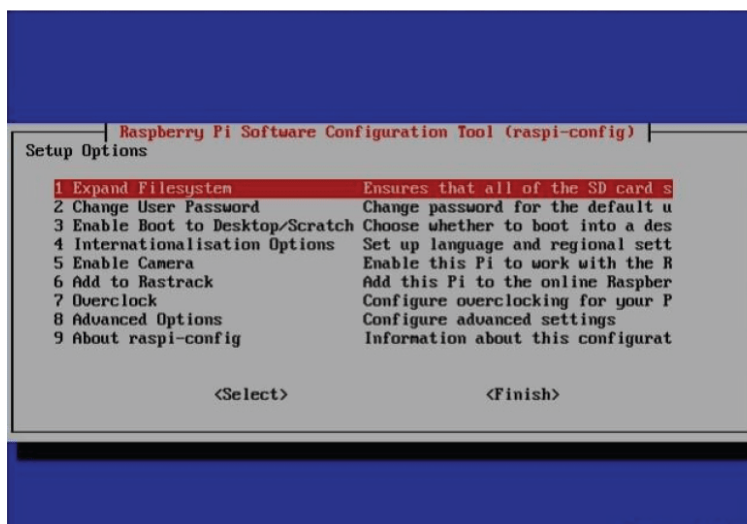 Raspberry Pi Software Configuration Tool (raspi-config)
Setup Options
1 Expand Filesystem Ensures that all of the SD card s
2 Change User Password Change password for the default u
3 Enable Boot to Desktop/Scratch Choose whether to boot into a des
4 Internationalisation Options Set up language and regional sett
5 Enable Camera Enable this Pi to work with the R
6 Add to Rastrack Add this Pi to the online Raspber
7 Overclock Configure overclocking for your P
8 Advanced Options Configure advanced settings
9 About raspi-config Information about this configurat
<Select> <Finish>